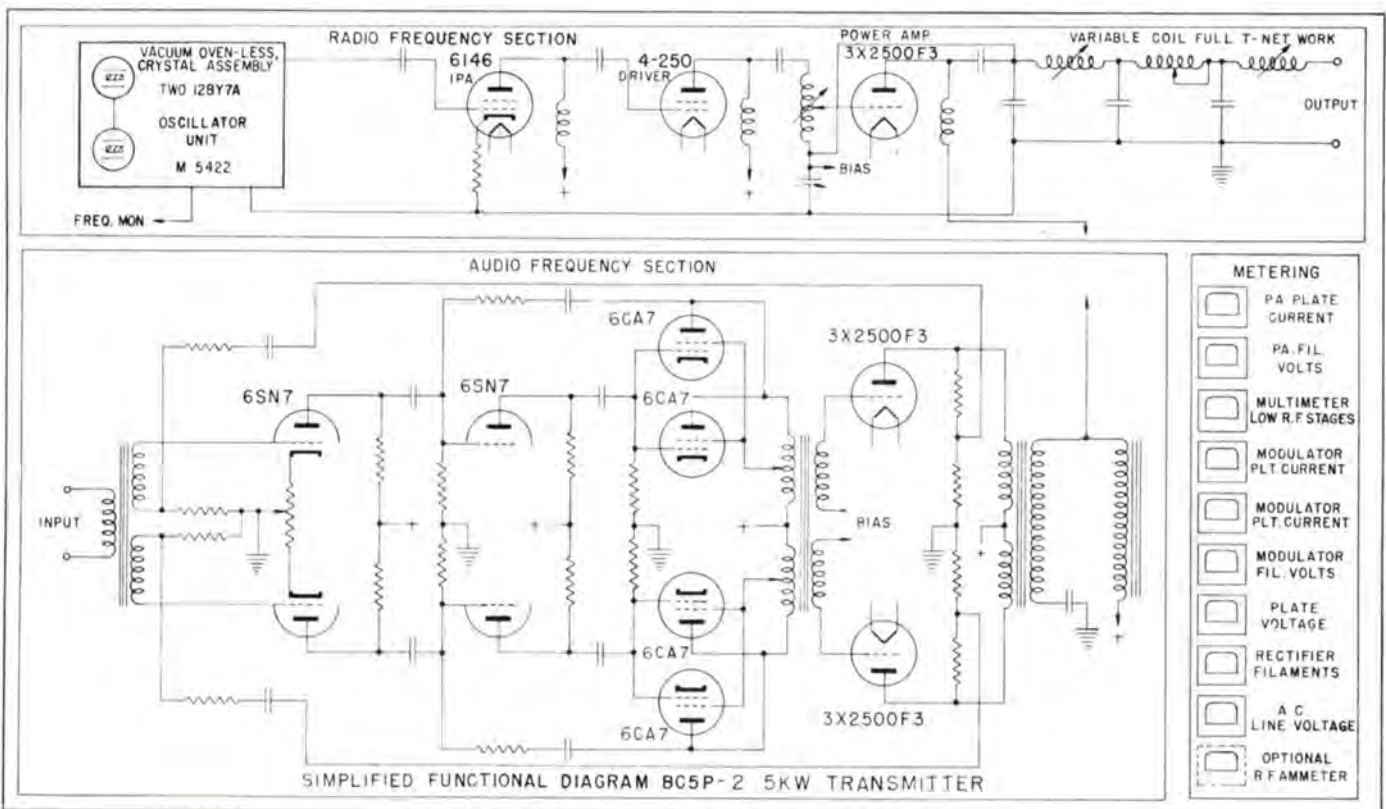 RADIO FREQUENCY SECTION
VACUUM OVEN-LESS,
CRYSTAL ASSEMBLY
TWO 12BY7A
OSCILLATOR
UNIT
M 5422
FREQ. MON
6146
IPA
4-250
DRIVER
POWER AMP.
3X2500F3
BIAS
+
+
VARIABLE COIL FULL T-NET WORK
OUTPUT
AUDIO FREQUENCY SECTION
INPUT
6SN7
6SN7
+
+
6CA7
6CA7
6CA7
6CA7
+
3X2500F3
BIAS
3X2500F3
+
+
SIMPLIFIED FUNCTIONAL DIAGRAM BC5P-2 5KW TRANSMITTER
METERING
PA PLATE
CURRENT
PA. FIL.
VOLTS
MULTIMETER
LOW R.F. STAGES
MODULATOR
PLT. CURRENT
MODULATOR
PLT. CURRENT
MODULATOR
FIL. VOLTS
PLATE
VOLTAGE
RECTIFIER
FILAMENTS
A C
LINE VOLTAGE
OPTIONAL
R F AMMETER